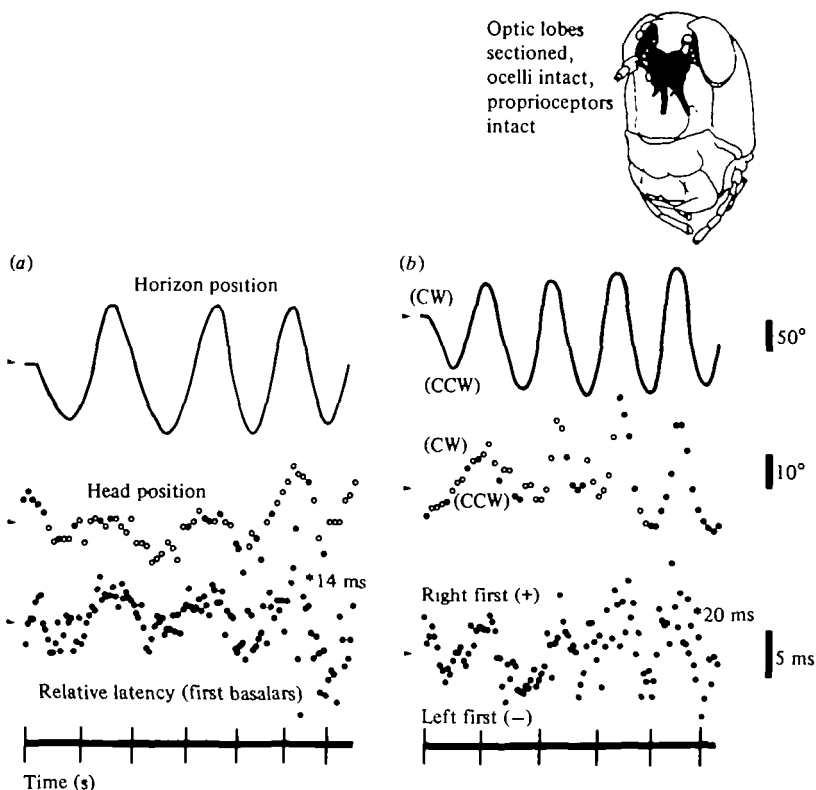 Optic lobes
sectioned,
ocelli intact,
proprioceptors
intact
(a)
Horizon position
Head position
*14 ms
Relative latency (first basalars)
Time (s)
(b)
(CW)
(CCW)
50°
(CW)
(CCW)
10°
Right first (+)
*20 ms
5 ms
Left first (−)